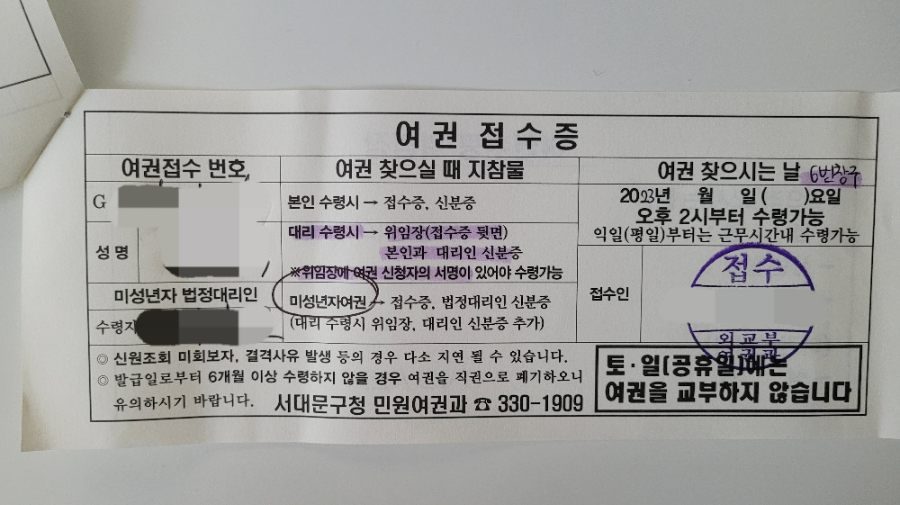 여권 접수증
여권접수 번호
G
성 명
미성년자 법정대리인
수령자
여권 찾으실 때 지참물
본인 수령시 → 접수증, 신분증
대리 수령시 → 위임장(접수증 뒷면)
본인과 대리인 신분증
※위임장에 여권 신청자의 서명이 있어야 수령가능
미성년자여권 → 접수증, 법정대리인 신분증
(대리 수령시 위임장, 대리인 신분증 추가)
여권 찾으시는 날 6번창구
2023년 월 일( )요일
오후 2시부터 수령가능
익일(평일)부터는 근무시간내 수령가능
접수인
접수
외교부
여권과
◎ 신원조회 미회보자, 결격사유 발생 등의 경우 다소 지연 될 수 있습니다.
◎ 발급일로부터 6개월 이상 수령하지 않을 경우 여권을 직권으로 폐기하오니
유의하시기 바랍니다.
서대문구청 민원여권과 ☎ 330-1909
토·일(공휴일)에는
여권을 교부하지 않습니다